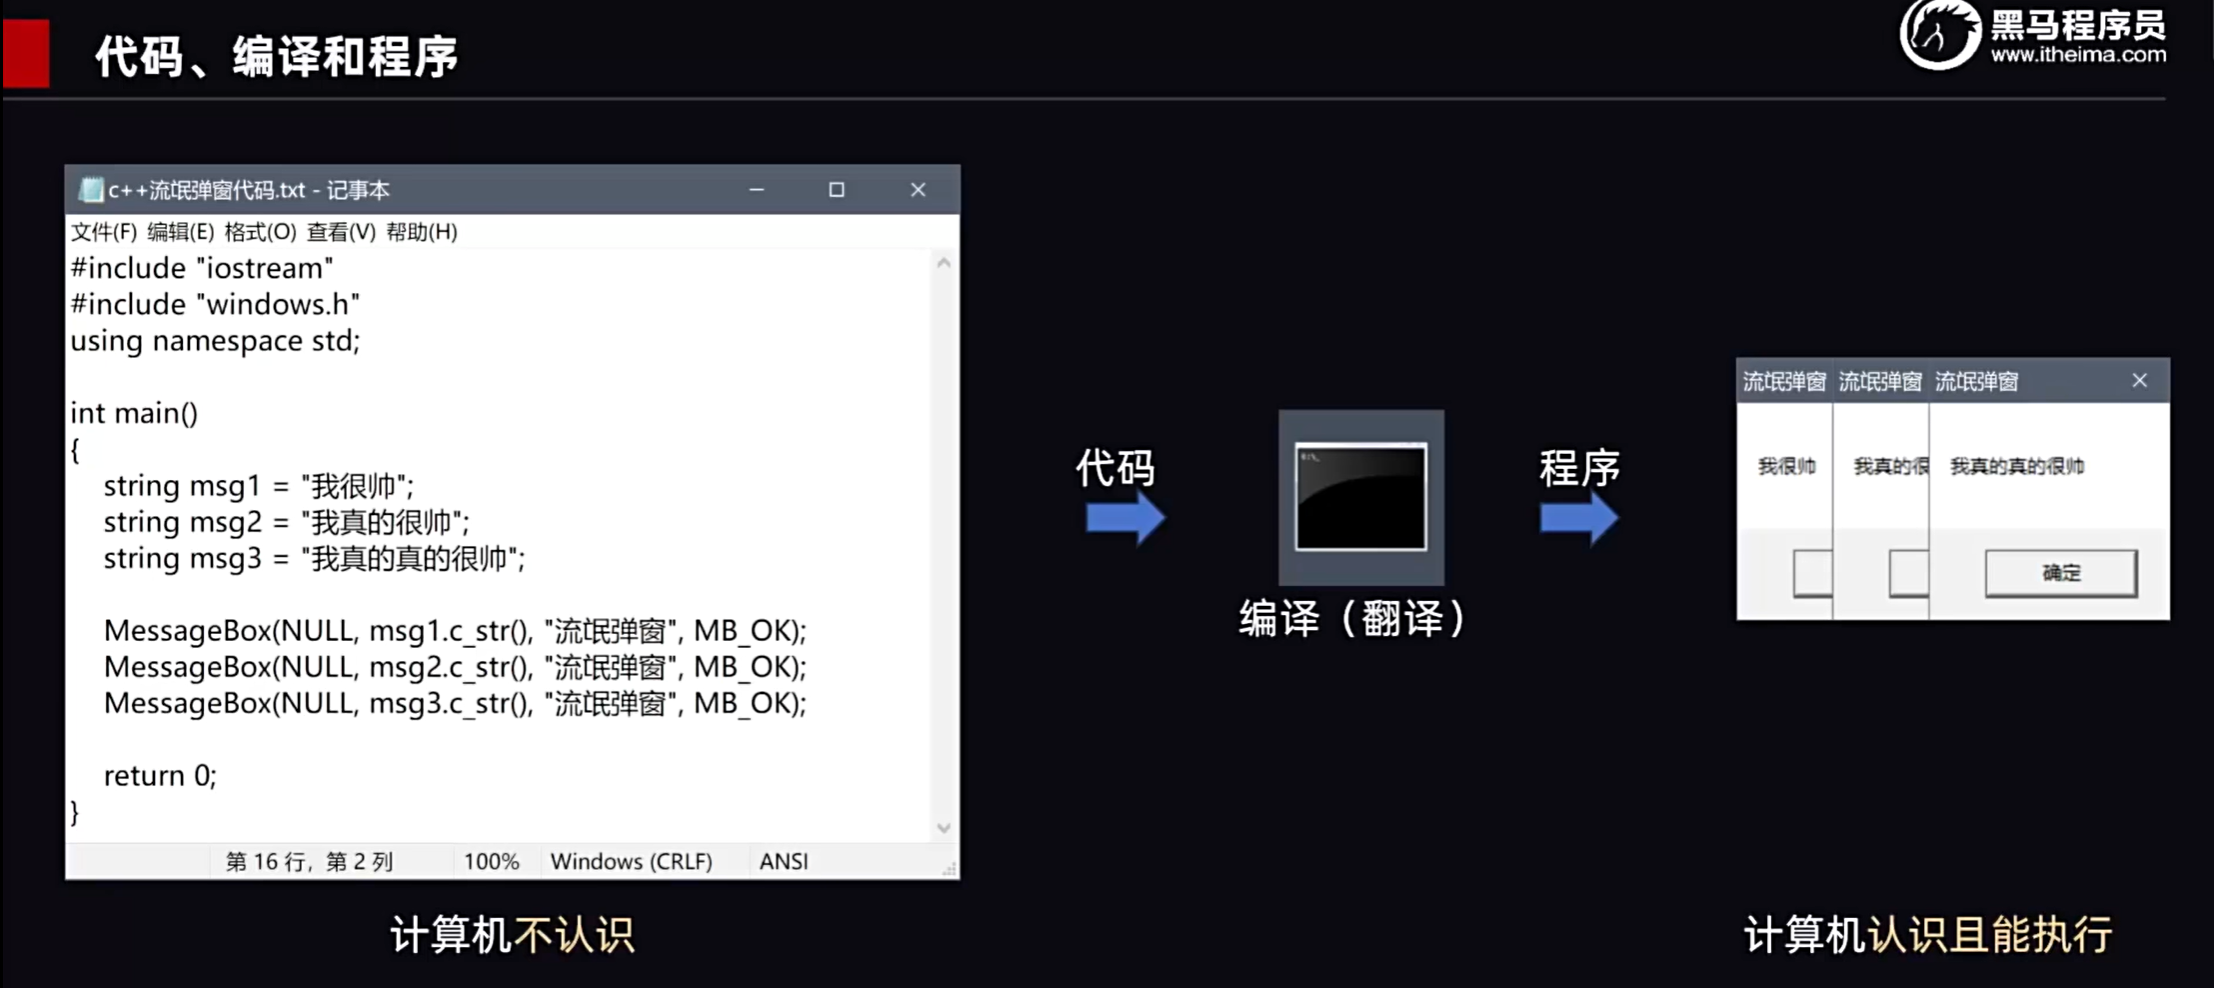 代码、编译和程序
黑马程序员
www.itheima.com
c++流氓弹窗代码.txt - 记事本
文件(F) 编辑(E) 格式(O) 查看(V) 帮助(H)
#include "iostream"
#include "windows.h"
using namespace std;
int main()
{
string msg1 = "我很帅";
string msg2 = "我真的很帅";
string msg3 = "我真的真的很帅";
MessageBox(NULL, msg1.c_str(), "流氓弹窗", MB_OK);
MessageBox(NULL, msg2.c_str(), "流氓弹窗", MB_OK);
MessageBox(NULL, msg3.c_str(), "流氓弹窗", MB_OK);
return 0;
}
第 16 行，第 2 列 100% Windows (CRLF) ANSI
计算机不认识
代码
编译（翻译）
程序
流氓弹窗 流氓弹窗 流氓弹窗
我很帅 我真的很 我真的真的很帅
确定
计算机认识且能执行